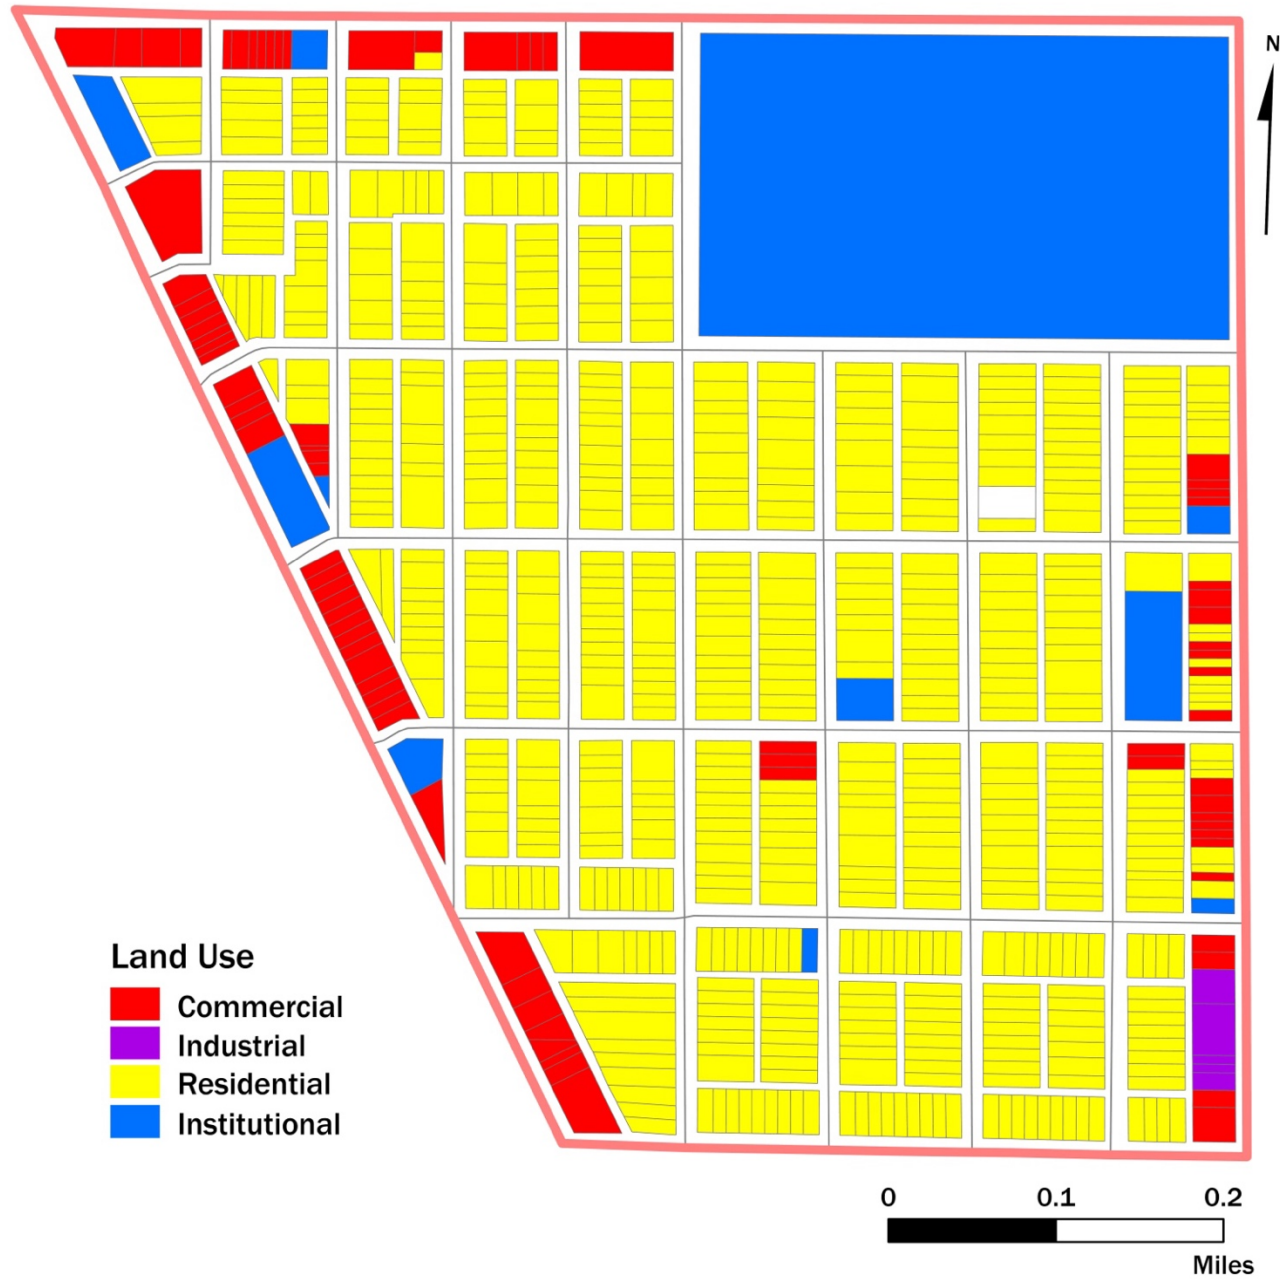 N
Land Use
Commercial
Industrial
Residential
Institutional
0 0.1 0.2
Miles